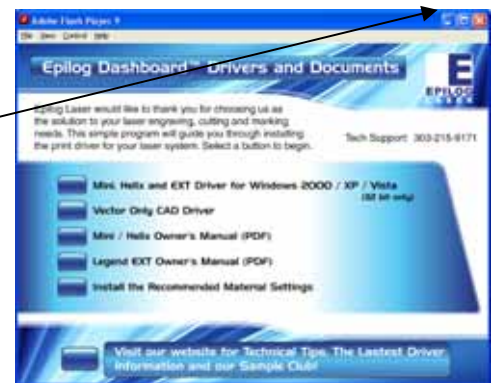 Adobe Flash Player 9
File View Control Help
Epilog Dashboard™ Drivers and Documents
EPILOG
LASER
Epilog Laser would like to thank you for choosing us as
the solution to your laser engraving, cutting and marking
needs. This simple program will guide you through installing
the print driver for your laser system. Select a button to begin.
Tech Support 303-215-9171
Mini, Helix and EXT Driver for Windows 2000 / XP / Vista
(32 bit only)
Vector Only CAD Driver
Mini / Helix Owner's Manual (PDF)
Legend EXT Owner's Manual (PDF)
Install the Recommended Material Settings
Visit our website for Technical Tips, The Lastest Driver
Information and our Sample Club!